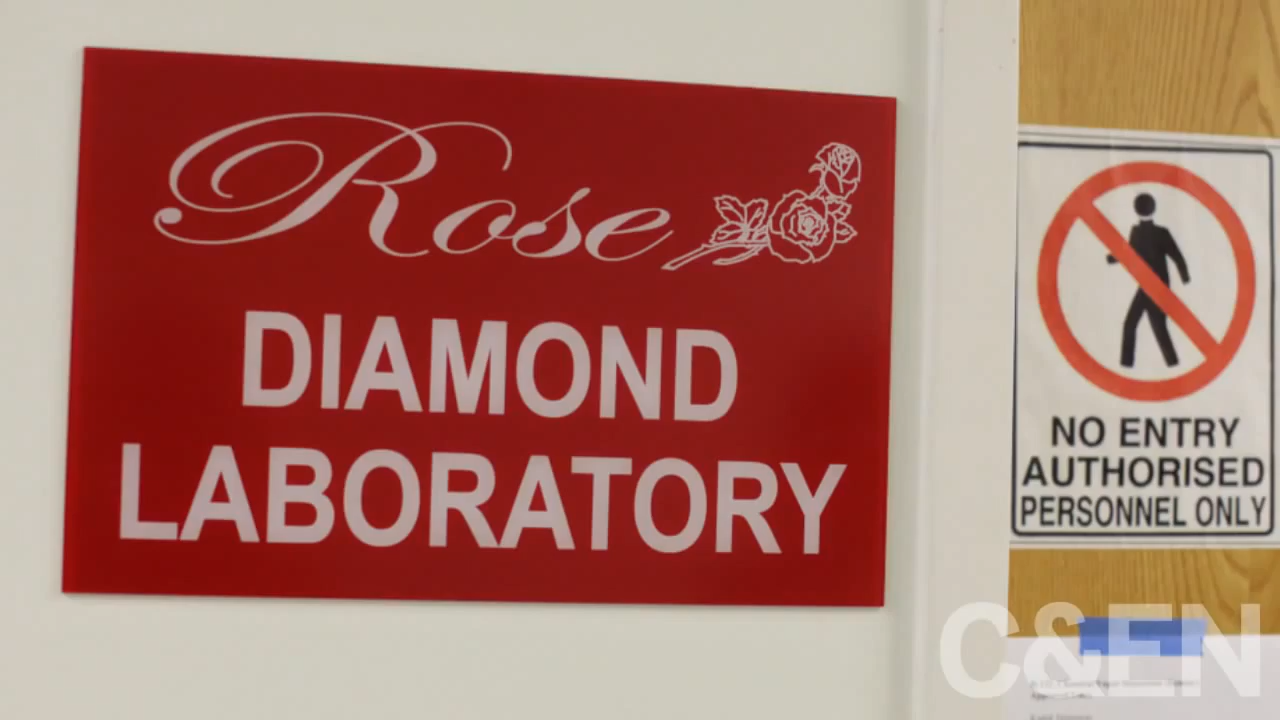 Rose
DIAMOND
LABORATORY
NO ENTRY
AUTHORISED
PERSONNEL ONLY
C&EN